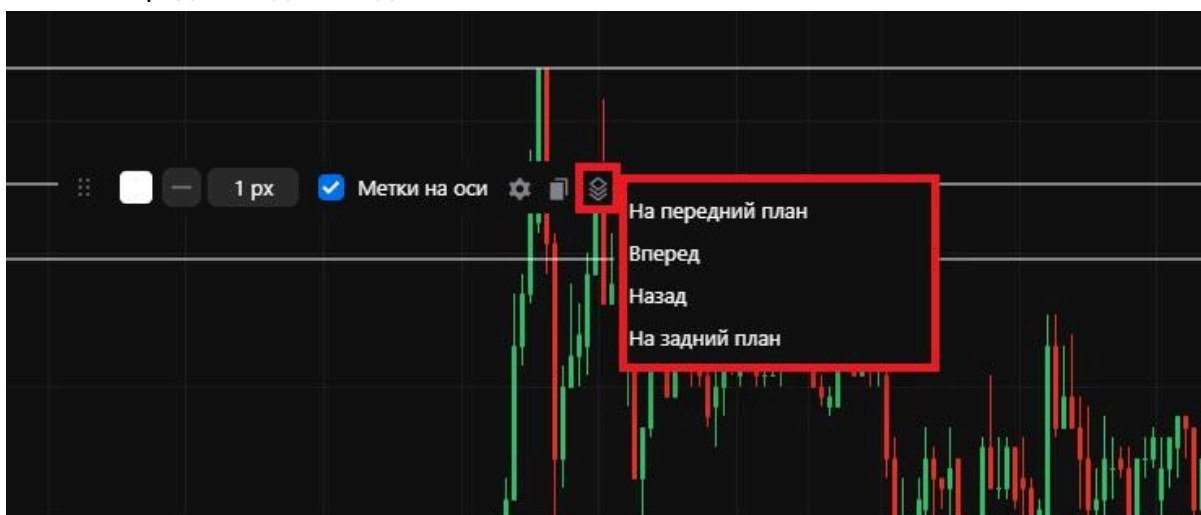 1 px
Метки на оси
На передний план
Вперед
Назад
На задний план